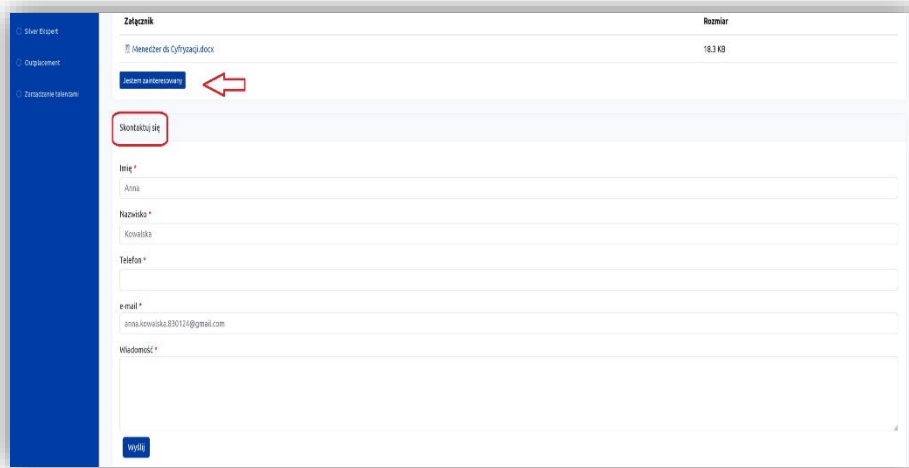 Silver Ekspert
Outplacement
Zarządzanie talentami
Załącznik Rozmiar
Menedżer ds Cyfryzacji.docx 18.3 KB
Jestem zainteresowany
Skontaktuj się
Imię *
Anna
Nazwisko *
Kowalska
Telefon *
e-mail *
anna.kowalska.830124@gmail.com
Wiadomość *
Wyślij